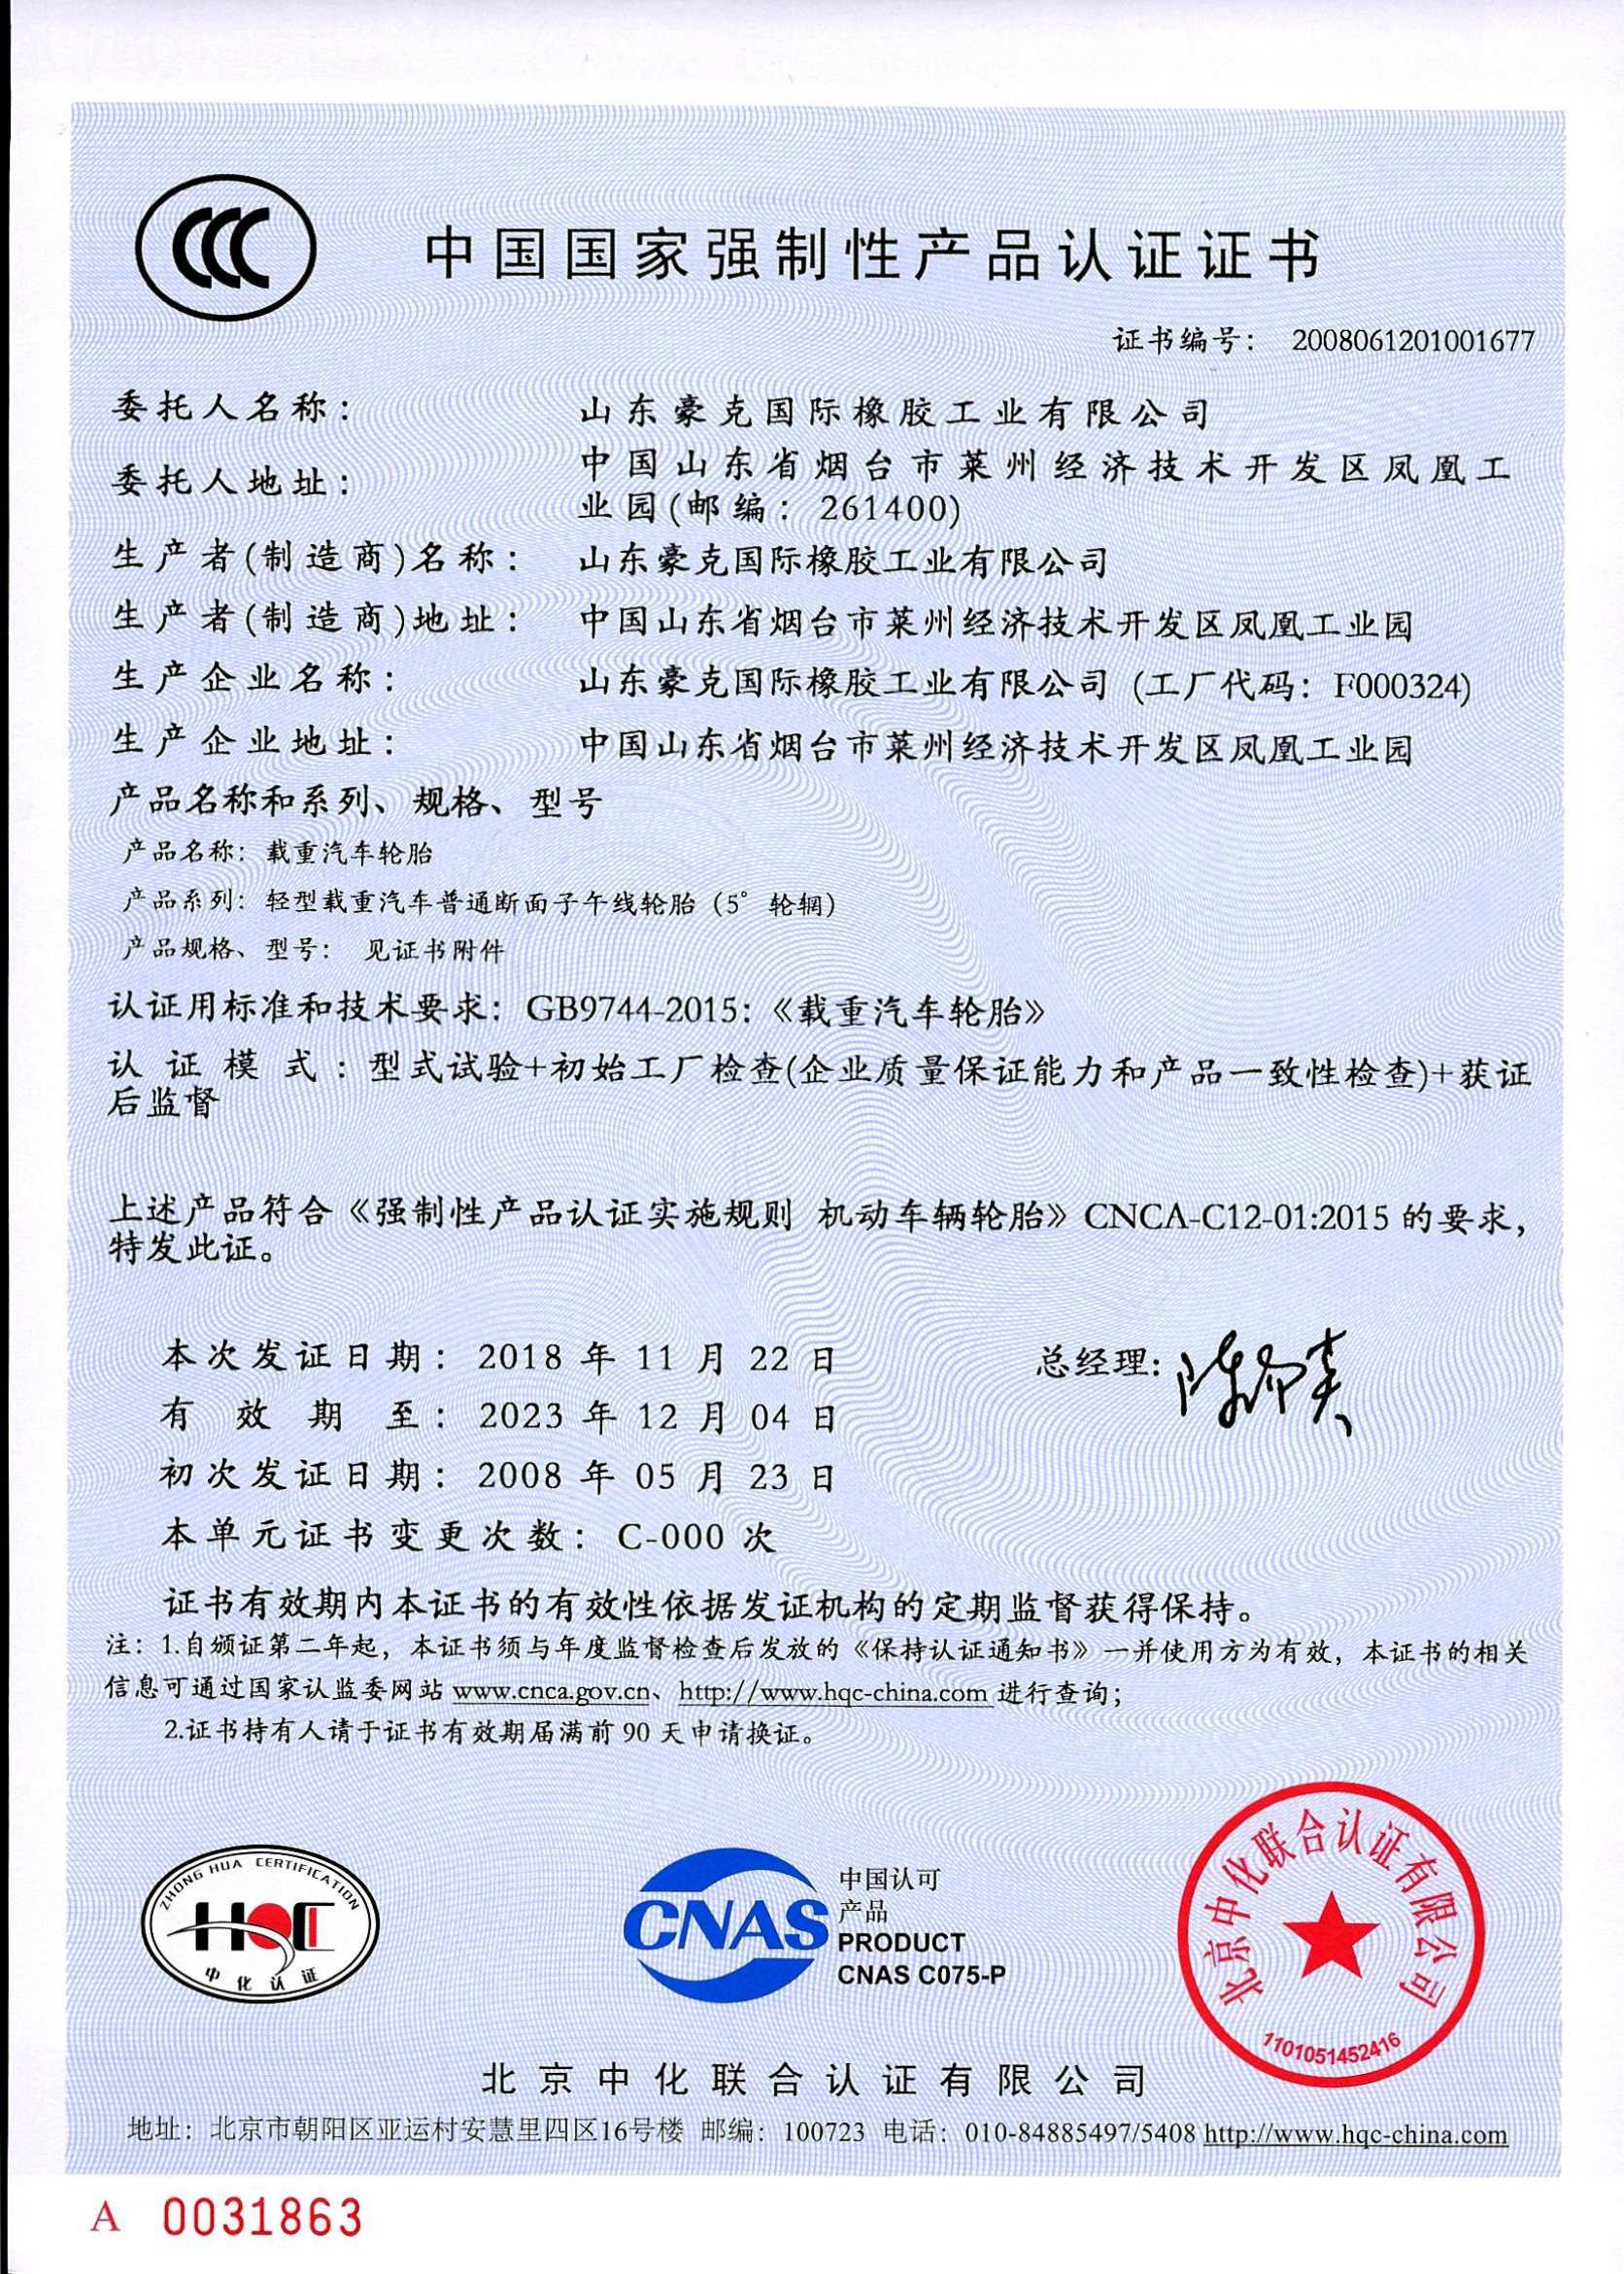 中国国家强制性产品认证证书
证书编号： 2008061201001677
委托人名称： 山东豪克国际橡胶工业有限公司
委托人地址： 中国山东省烟台市莱州经济技术开发区凤凰工
业园(邮编： 261400)
生产者(制造商)名称： 山东豪克国际橡胶工业有限公司
生产者(制造商)地址： 中国山东省烟台市莱州经济技术开发区凤凰工业园
生产企业名称： 山东豪克国际橡胶工业有限公司 (工厂代码：F000324)
生产企业地址： 中国山东省烟台市莱州经济技术开发区凤凰工业园
产品名称和系列、规格、型号
产品名称：载重汽车轮胎
产品系列：轻型载重汽车普通断面子午线轮胎（5° 轮辋）
产品规格、型号： 见证书附件
认证用标准和技术要求：GB9744-2015:《载重汽车轮胎》
认证模式：型式试验+初始工厂检查(企业质量保证能力和产品一致性检查)+获证
后监督
上述产品符合《强制性产品认证实施规则 机动车辆轮胎》CNCA-C12-01:2015 的要求，
特发此证。
本次发证日期：2018 年 11 月 22 日
总经理:
有效期至：2023 年 12 月 04 日
初次发证日期：2008 年 05 月 23 日
本单元证书变更次数： C-000 次
证书有效期内本证书的有效性依据发证机构的定期监督获得保持。
注：1.自颁证第二年起，本证书须与年度监督检查后发放的《保持认证通知书》一并使用方为有效，本证书的相关
信息可通过国家认监委网站 www.cnca.gov.cn、http://www.hqc-china.com 进行查询；
2.证书持有人请于证书有效期届满前 90 天申请换证。
ZHONG HUA CERTIFICATION
HQC
中化认证
CNAS
中国认可
产品
PRODUCT
CNAS C075-P
北京中化联合认证有限公司
1101051452416
北京中化联合认证有限公司
地址：北京市朝阳区亚运村安慧里四区16号楼 邮编：100723 电话：010-84885497/5408 http://www.hqc-china.com
A 0031863